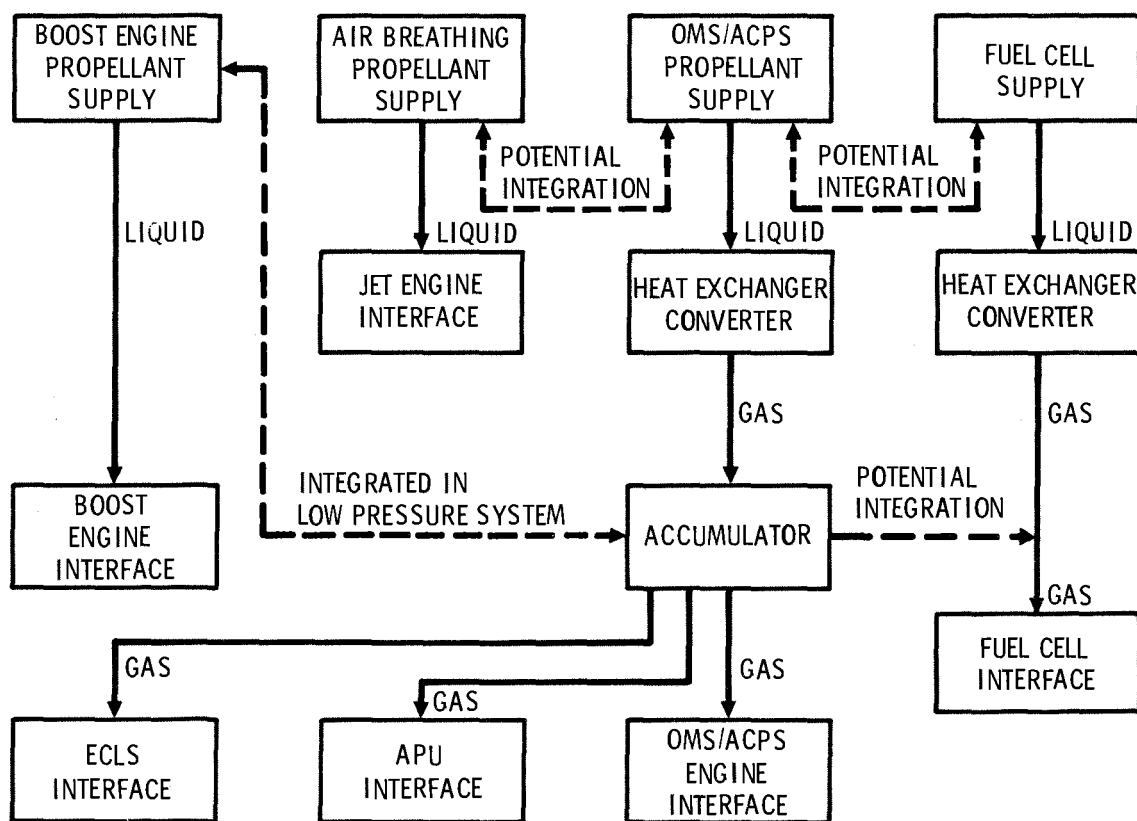 BOOST ENGINE
PROPELLANT
SUPPLY
AIR BREATHING
PROPELLANT
SUPPLY
OMS/ACPS
PROPELLANT
SUPPLY
FUEL CELL
SUPPLY
POTENTIAL
INTEGRATION
POTENTIAL
INTEGRATION
LIQUID
LIQUID
LIQUID
LIQUID
JET ENGINE
INTERFACE
HEAT EXCHANGER
CONVERTER
HEAT EXCHANGER
CONVERTER
GAS
GAS
BOOST
ENGINE
INTERFACE
INTEGRATED IN
LOW PRESSURE SYSTEM
ACCUMULATOR
POTENTIAL
INTEGRATION
GAS
FUEL CELL
INTERFACE
GAS
GAS
GAS
ECLS
INTERFACE
APU
INTERFACE
OMS/ACPS
ENGINE
INTERFACE